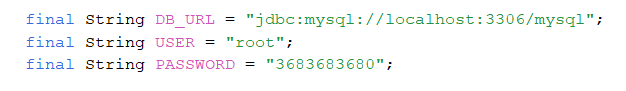 final String DB_URL = "jdbc:mysql://localhost:3306/mysql";
final String USER = "root";
final String PASSWORD = "3683683680";